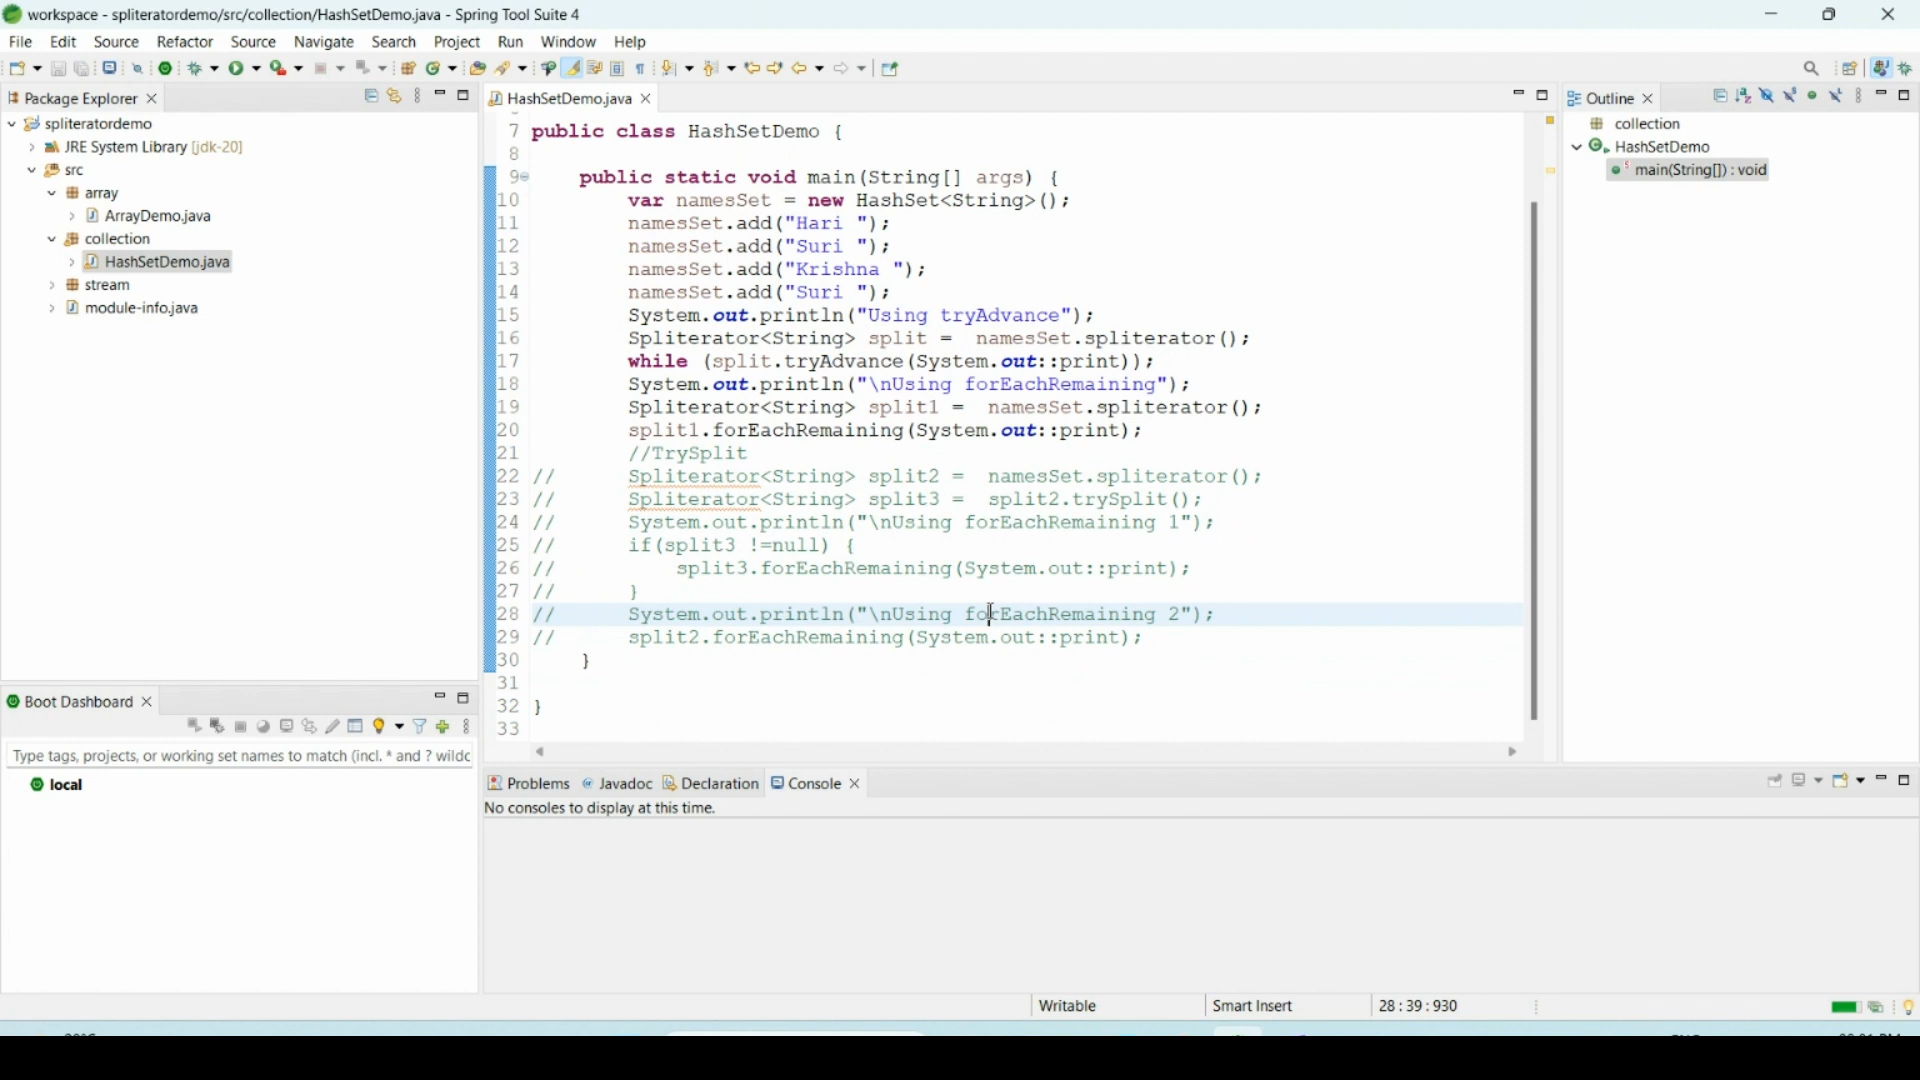 workspace - spliteratordemo/src/collection/HashSetDemo.java - Spring Tool Suite 4
File Edit Source Refactor Source Navigate Search Project Run Window Help
Package Explorer
spliteratordemo
JRE System Library [jdk-20]
src
array
ArrayDemo.java
collection
HashSetDemo.java
stream
module-info.java
Boot Dashboard
Type tags, projects, or working set names to match (incl. * and ? wildc
local
HashSetDemo.java
7 public class HashSetDemo {
8
9 public static void main(String[] args) {
10 var namesSet = new HashSet<String>();
11 namesSet.add("Hari ");
12 namesSet.add("Suri ");
13 namesSet.add("Krishna ");
14 namesSet.add("Suri ");
15 System.out.println("Using tryAdvance");
16 Spliterator<String> split =  namesSet.spliterator();
17 while (split.tryAdvance(System.out::print));
18 System.out.println("\nUsing forEachRemaining");
19 Spliterator<String> split1 =  namesSet.spliterator();
20 split1.forEachRemaining(System.out::print);
21 //TrySplit
22 // Spliterator<String> split2 =  namesSet.spliterator();
23 // Spliterator<String> split3 =  split2.trySplit();
24 // System.out.println("\nUsing forEachRemaining 1");
25 // if(split3 !=null) {
26 // split3.forEachRemaining(System.out::print);
27 // }
28 // System.out.println("\nUsing forEachRemaining 2");
29 // split2.forEachRemaining(System.out::print);
30 }
31
32 }
33
Outline
collection
HashSetDemo
main(String[]) : void
Problems Javadoc Declaration Console
No consoles to display at this time.
Writable Smart Insert 28 : 39 : 930